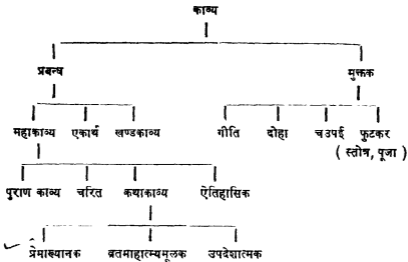 काव्य
प्रबन्ध मुक्तक
महाकाव्य एकार्थ खण्डकाव्य गीति दोहा चउपई फुटकर
( स्तोत्र, पूजा )
पुराण काव्य चरित कथाकाव्य ऐतिहासिक
प्रेमाख्यानक व्रतमाहात्म्यमूलक उपदेशात्मक